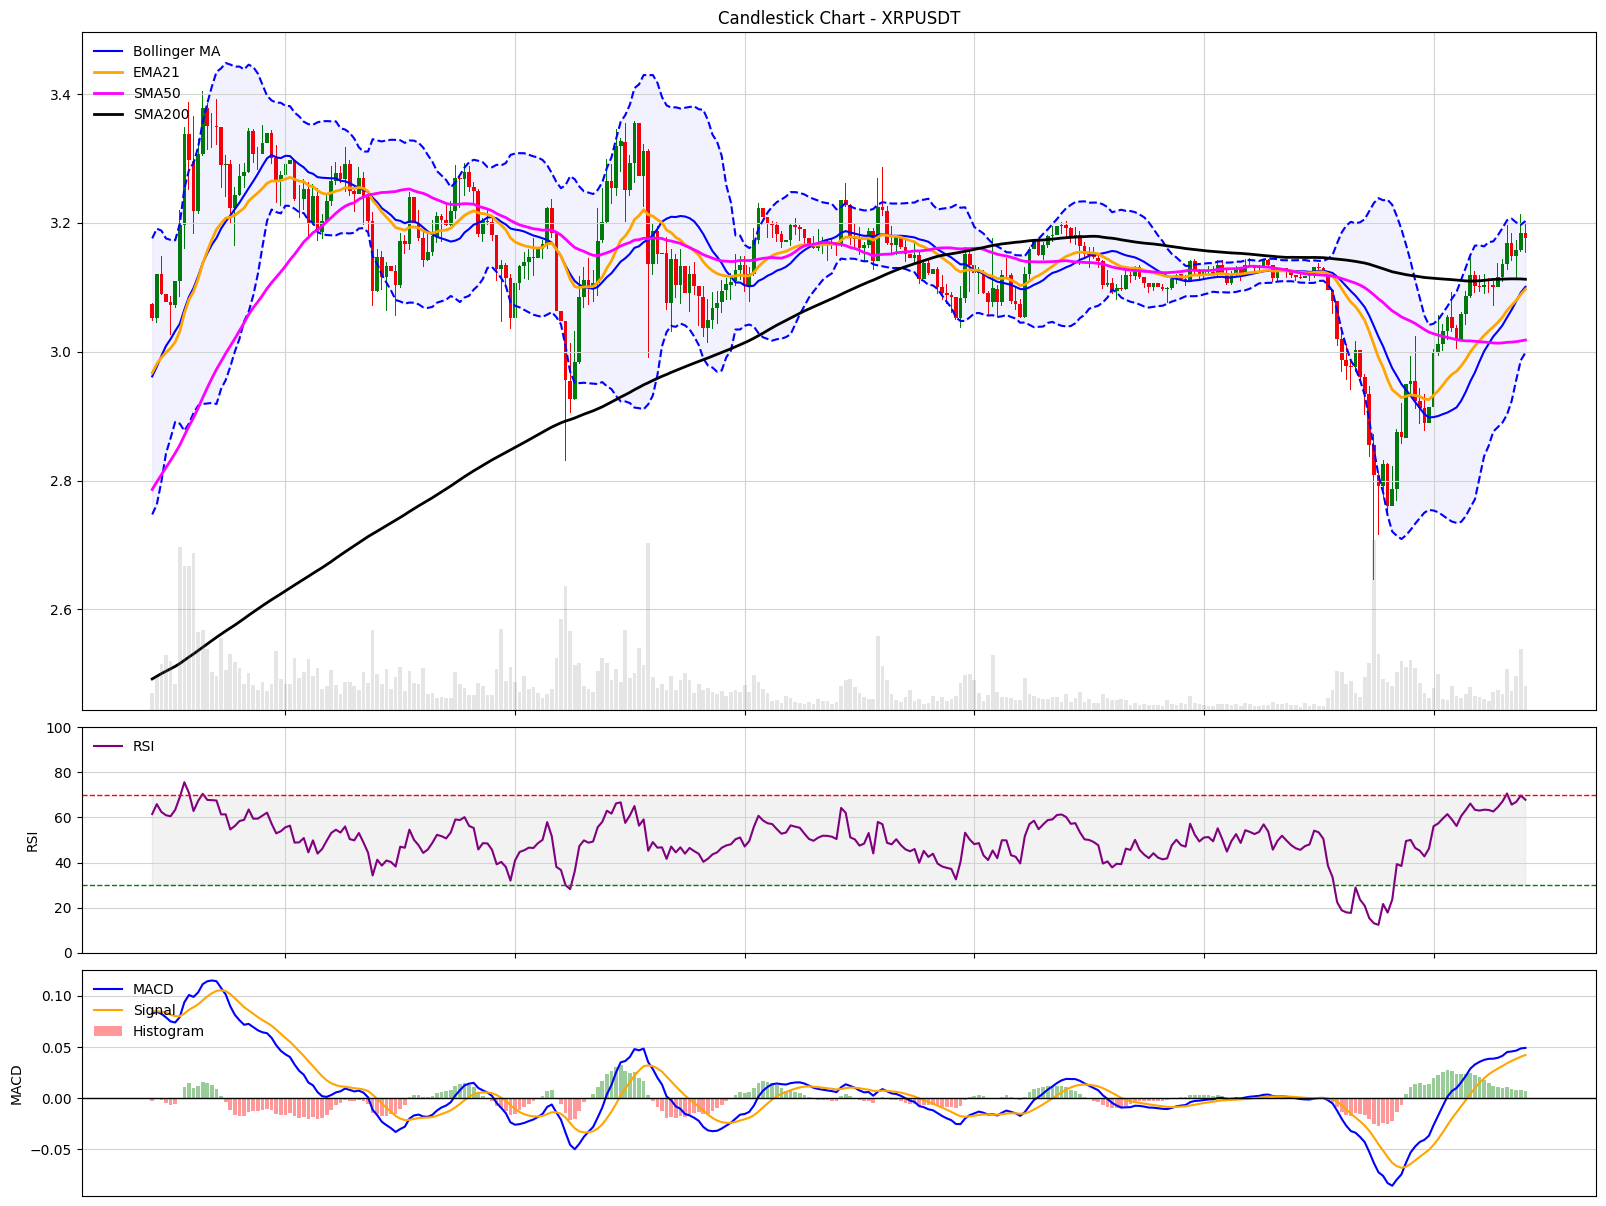 Candlestick Chart - XRPUSDT
Bollinger MA
EMA21
SMA50
SMA200
3.4
3.2
3.0
2.8
2.6
RSI
100
80
60
40
20
0
RSI
MACD
Signal
Histogram
0.10
0.05
0.00
−0.05
MACD